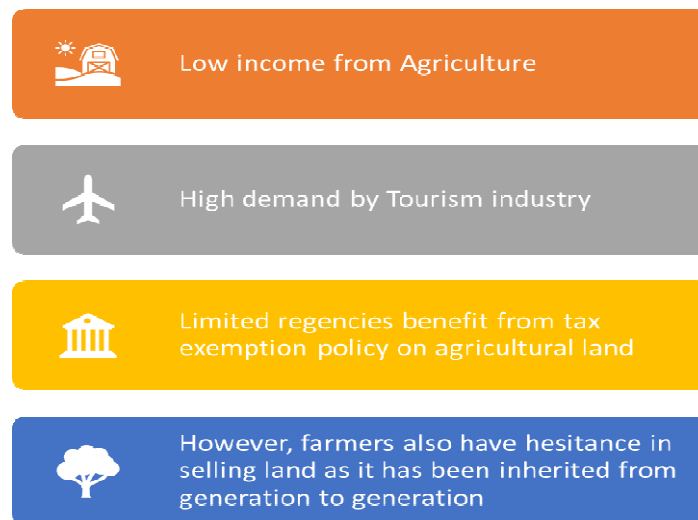 Low income from Agriculture
High demand by Tourism industry
Limited regencies benefit from tax
exemption policy on agricultural land
However, farmers also have hesitance in
selling land as it has been inherited from
generation to generation